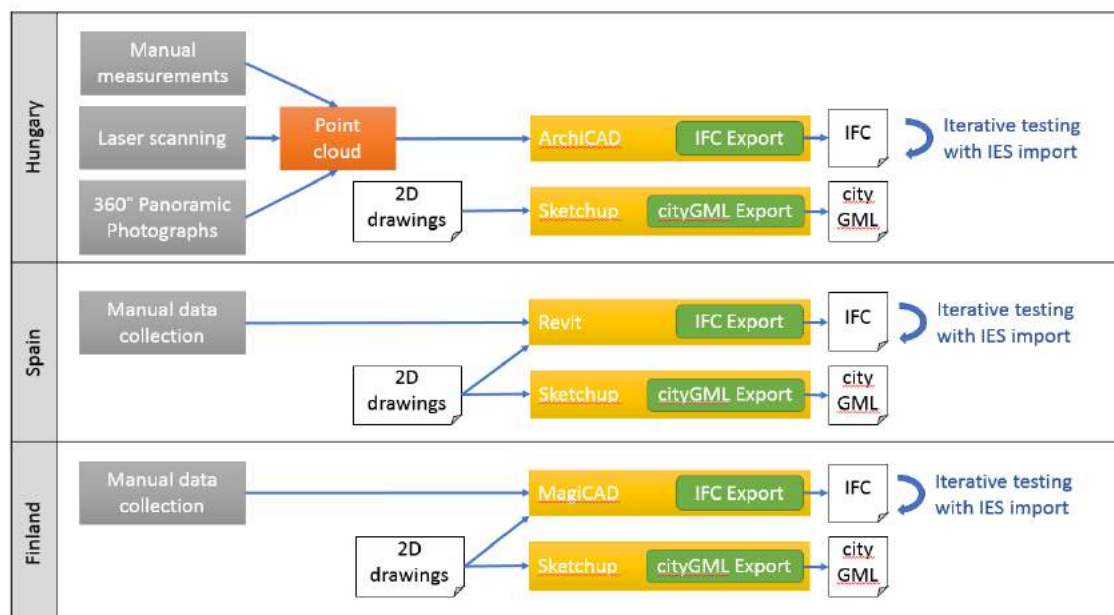 Hungary
Manual
measurements
Laser scanning
360° Panoramic
Photographs
Point
cloud
2D
drawings
ArchiCAD
IFC Export
IFC
Iterative testing
with IES import
Sketchup
cityGML Export
city
GML
Spain
Manual data
collection
2D
drawings
Revit
IFC Export
IFC
Iterative testing
with IES import
Sketchup
cityGML Export
city
GML
Finland
Manual data
collection
2D
drawings
MagiCAD
IFC Export
IFC
Iterative testing
with IES import
Sketchup
cityGML Export
city
GML